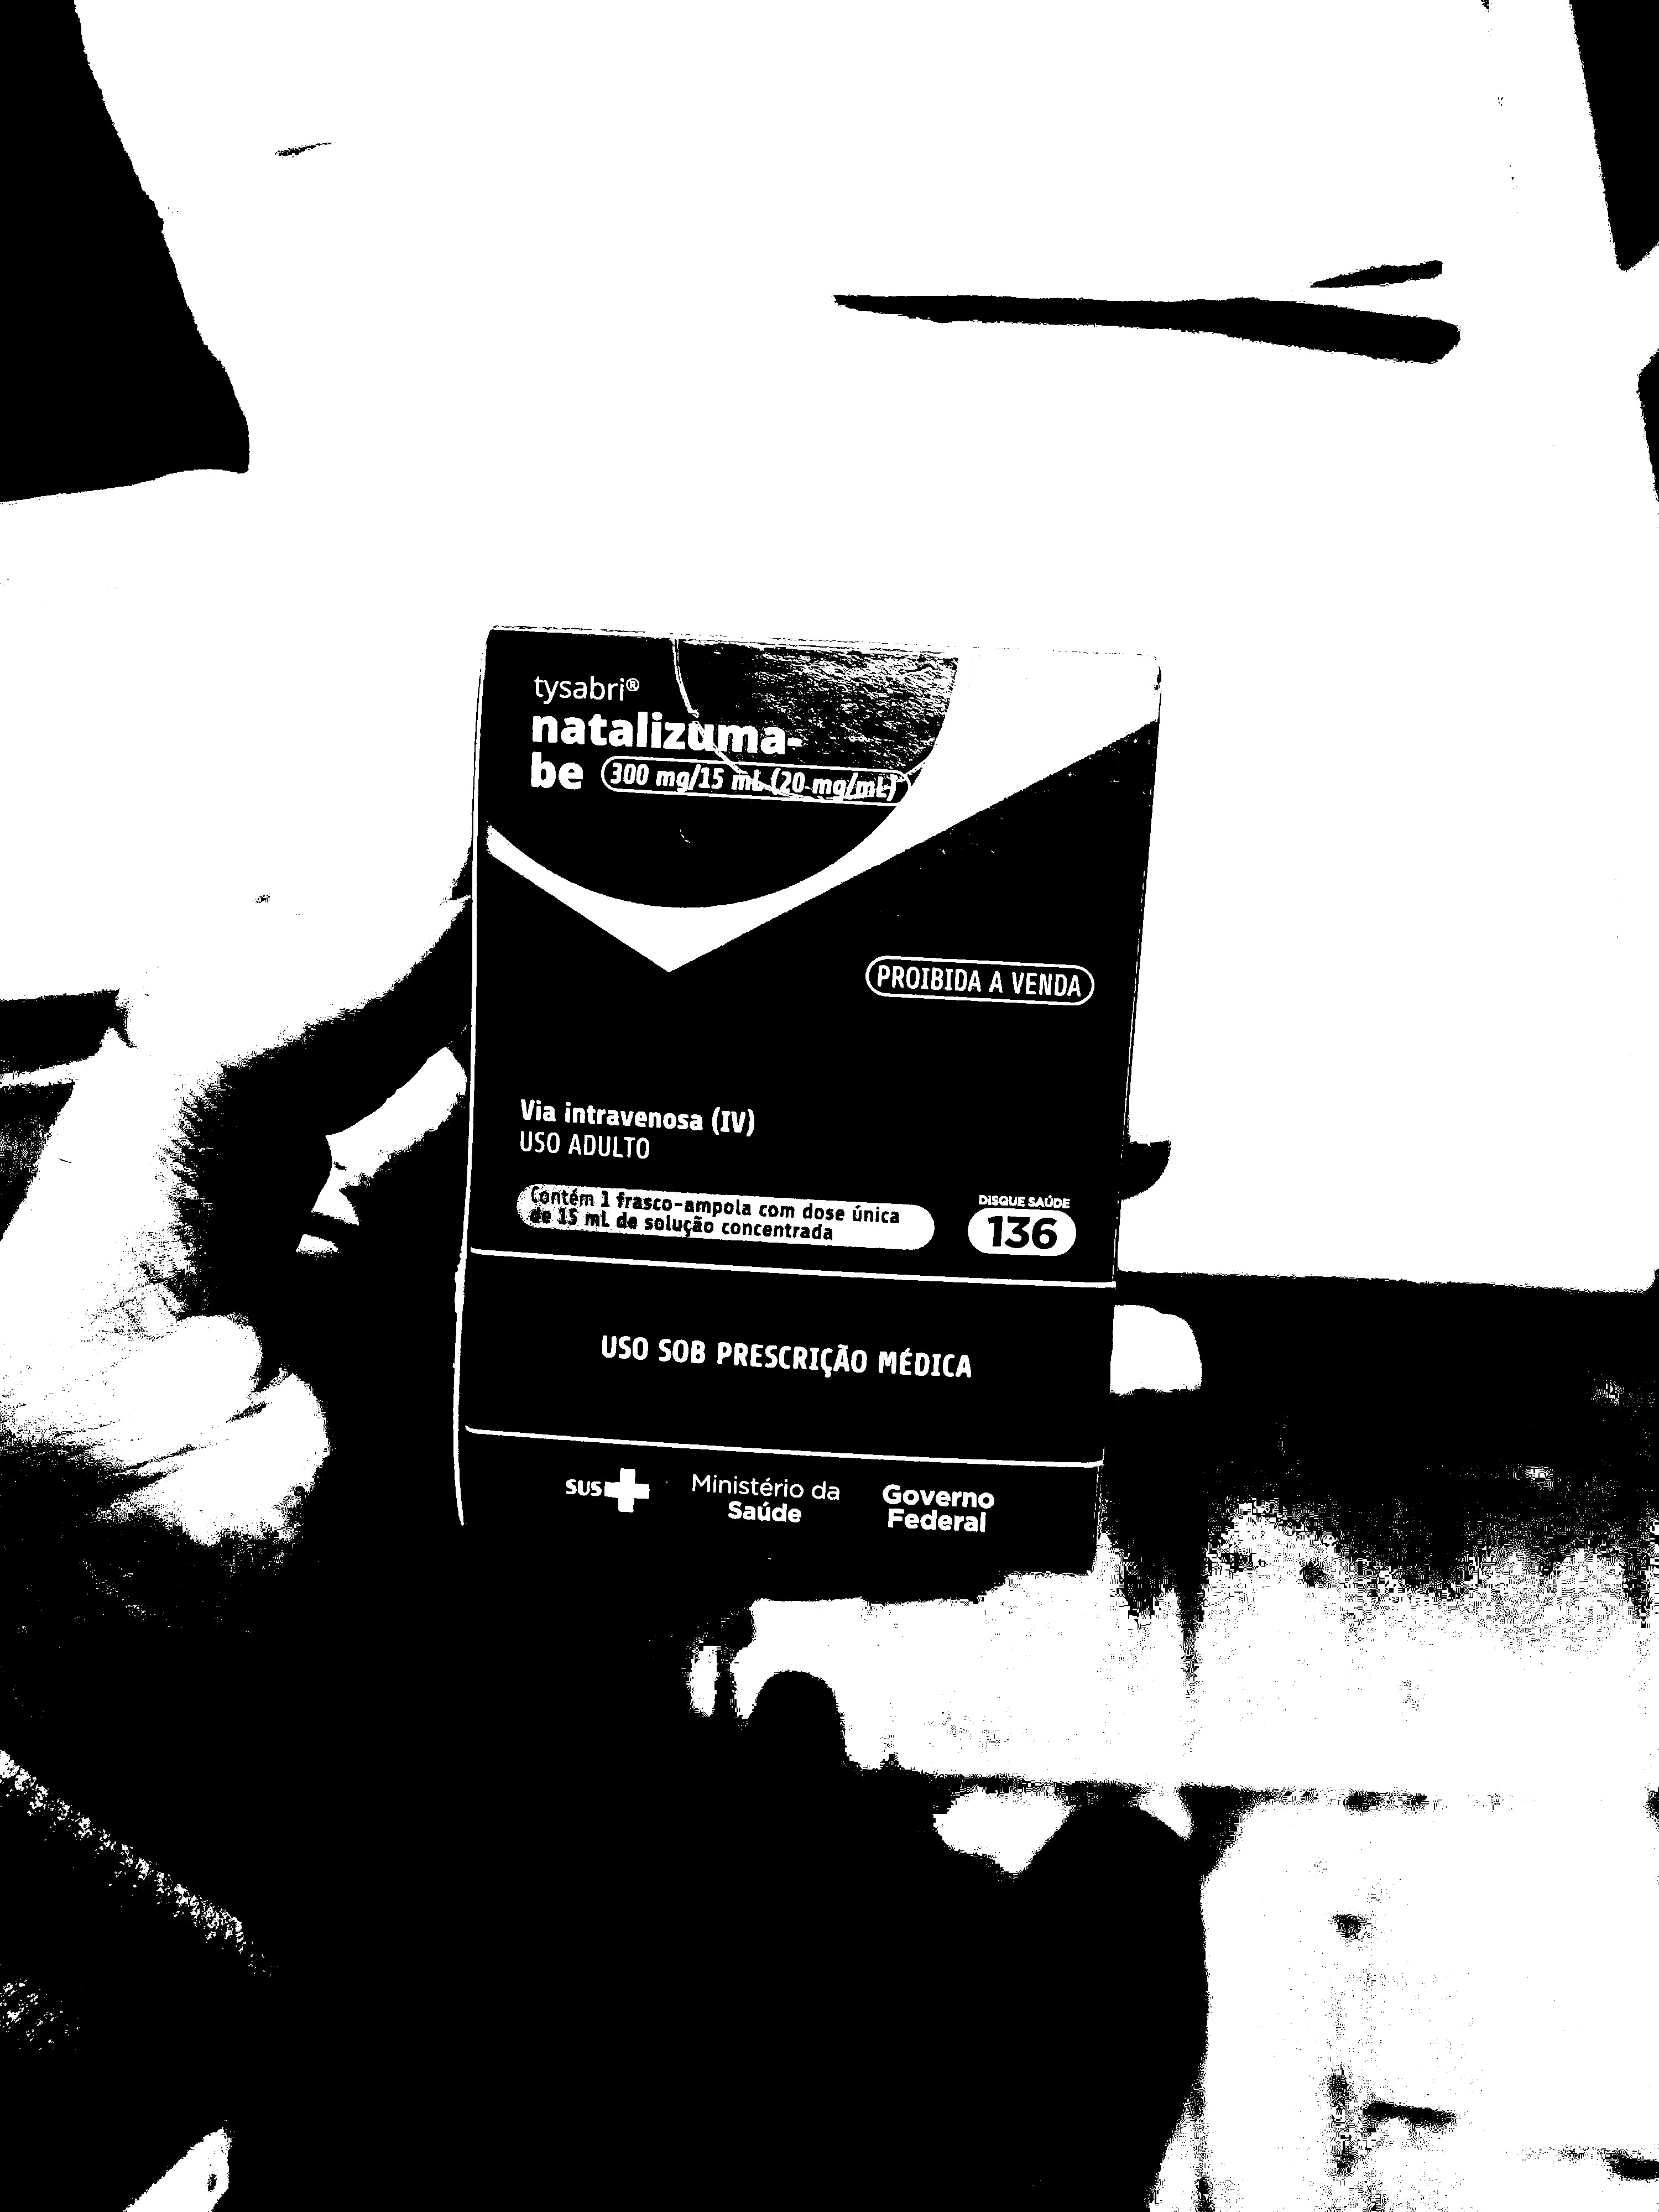 tysabri®
natalizuma-
be 300 mg/15 mL (20 mg/mL)
PROIBIDA A VENDA
Via intravenosa (IV)
USO ADULTO
Contém 1 frasco-ampola com dose única
de 15 mL de solução concentrada
DISQUE SAÚDE
136
USO SOB PRESCRIÇÃO MÉDICA
SUS
Ministério da
Saúde
Governo
Federal